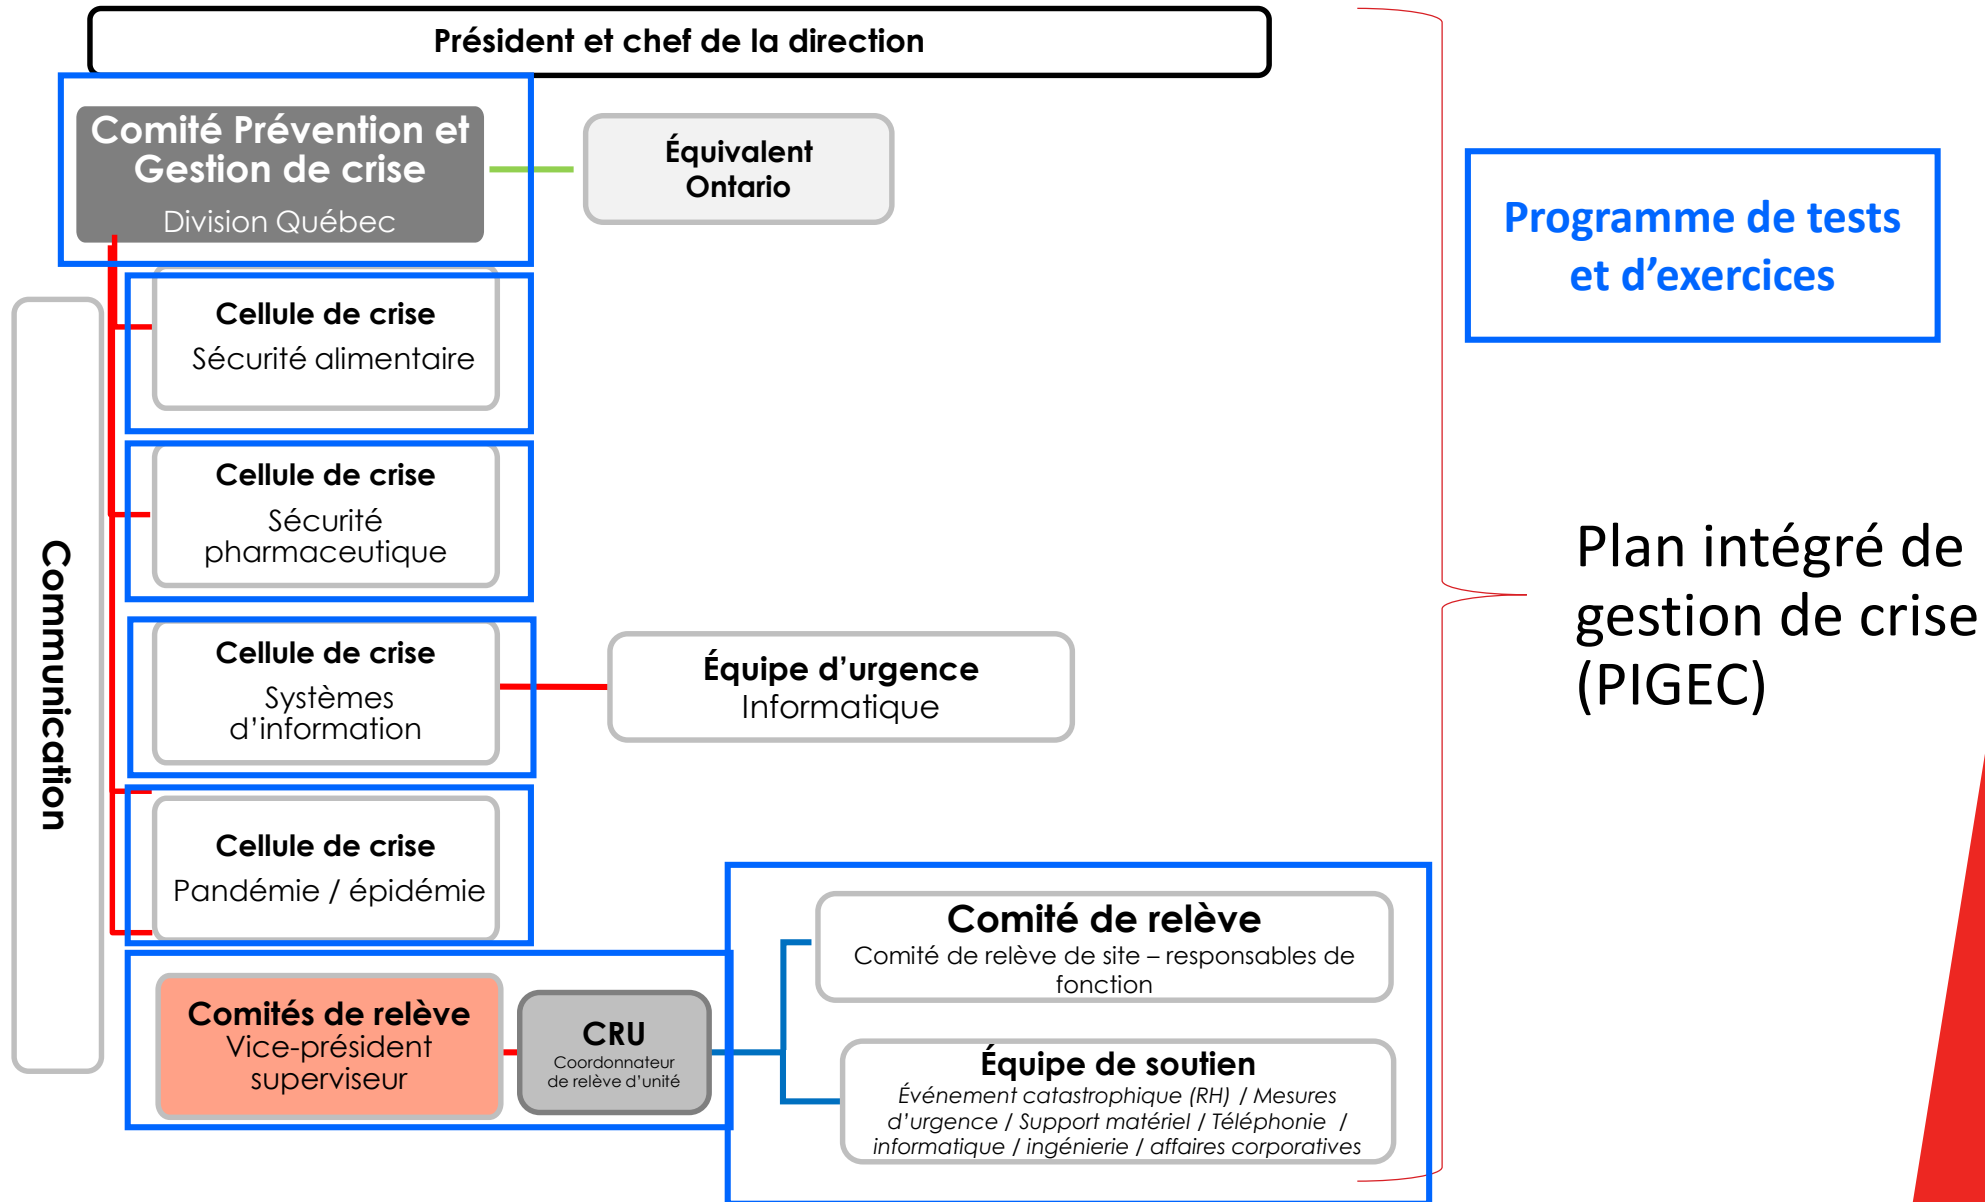 Président et chef de la direction
Comité Prévention et
Gestion de crise
Division Québec
Équivalent
Ontario
Programme de tests
et d’exercices
Communication
Cellule de crise
Sécurité alimentaire
Cellule de crise
Sécurité
pharmaceutique
Cellule de crise
Systèmes
d’information
Équipe d’urgence
Informatique
Plan intégré de
gestion de crise
(PIGEC)
Cellule de crise
Pandémie / épidémie
Comités de relève
Vice-président
superviseur
CRU
Coordonnateur
de relève d’unité
Comité de relève
Comité de relève de site – responsables de
fonction
Équipe de soutien
Événement catastrophique (RH) / Mesures
d’urgence / Support matériel / Téléphonie /
informatique / ingénierie / affaires corporatives